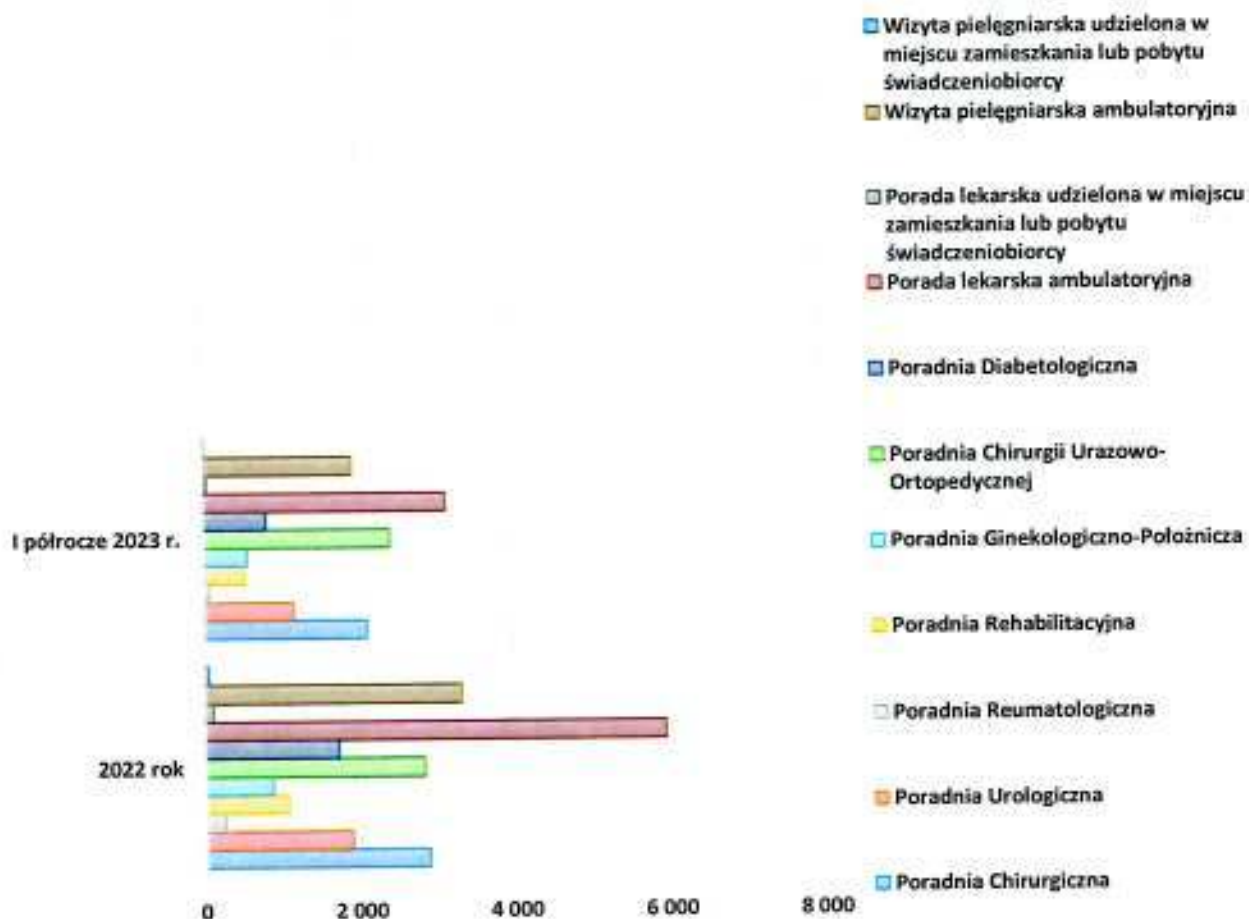 Wizyta pielęgniarska udzielona w
miejscu zamieszkania lub pobytu
świadczeniobiorcy
Wizyta pielęgniarska ambulatoryjna
Porada lekarska udzielona w miejscu
zamieszkania lub pobytu
świadczeniobiorcy
Porada lekarska ambulatoryjna
Poradnia Diabetologiczna
Poradnia Chirurgii Urazowo-
Ortopedycznej
Poradnia Ginekologiczno-Położnicza
Poradnia Rehabilitacyjna
Poradnia Reumatologiczna
Poradnia Urologiczna
Poradnia Chirurgiczna
I półrocze 2023 r.
2022 rok
0 2 000 4 000 6 000 8 000